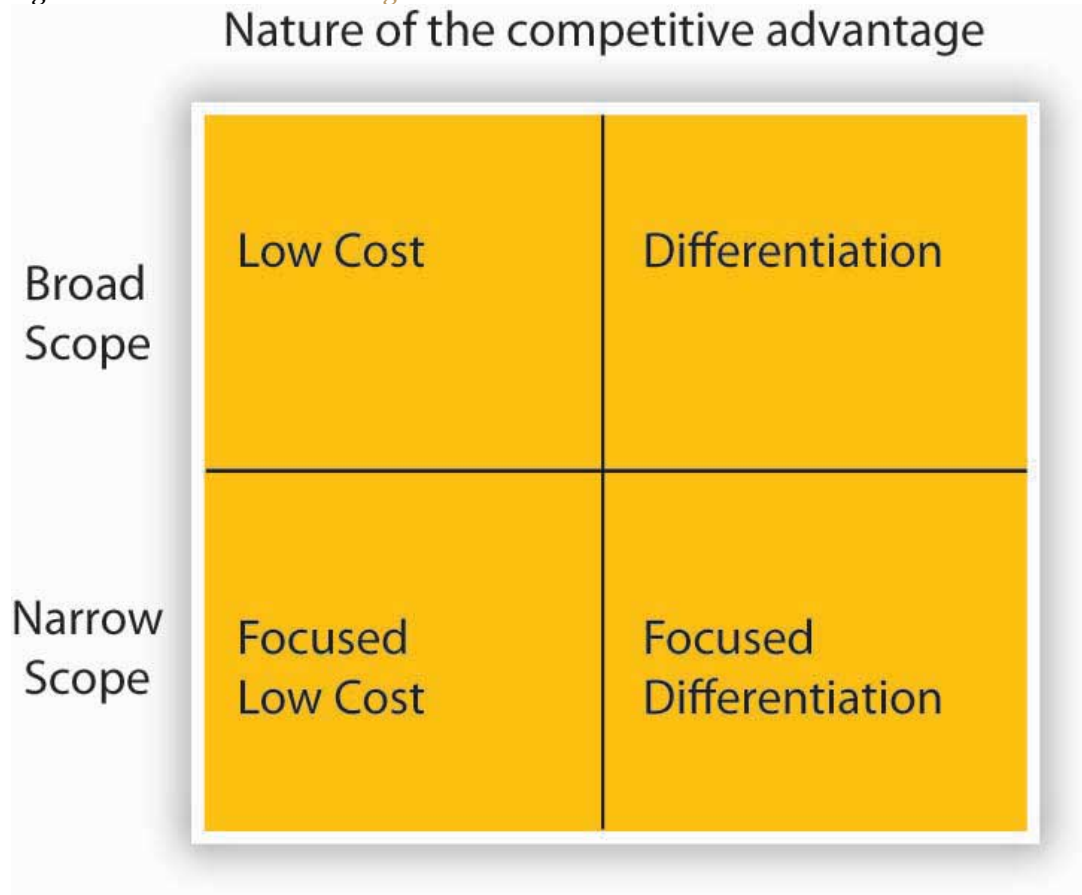 Nature of the competitive advantage
Broad
Scope
Low Cost
Differentiation
Narrow
Scope
Focused
Low Cost
Focused
Differentiation